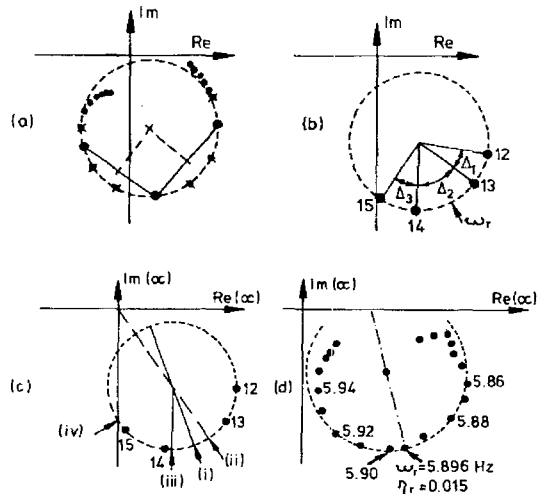 Im
Re
(a)
Im
Re
(b)
12
Δ1
13
Δ2
Δ3
15
14
ωr
Im (α)
Re(α)
(c)
12
13
(iv)
15
14
(i)
(ii)
(iii)
Im(α)
Re(α)
(d)
5.94
5.86
5.92
5.88
5.90
ωr=5.896 Hz
ηr=0.015